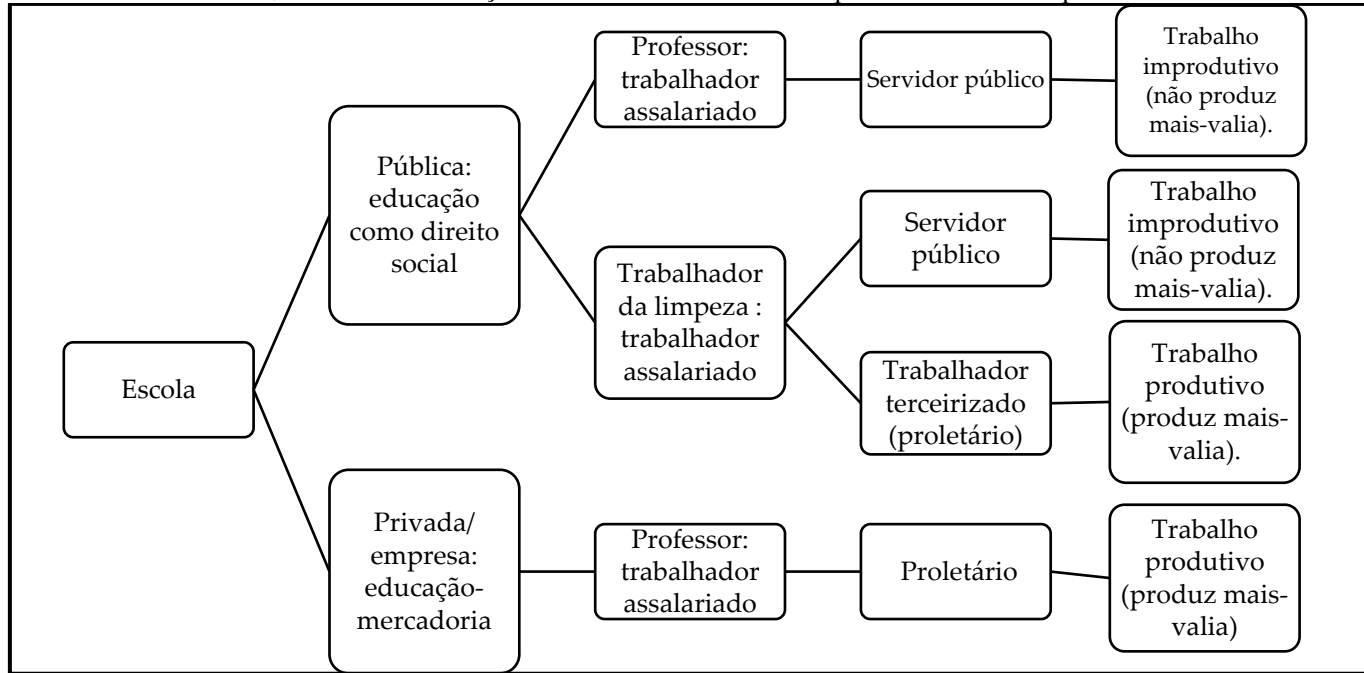 Professor:
trabalhador
assalariado
Servidor público
Trabalho
improdutivo
(não produz
mais-valia).
Pública:
educação
como direito
social
Trabalhador
da limpeza :
trabalhador
assalariado
Servidor
público
Trabalho
improdutivo
(não produz
mais-valia).
Trabalhador
terceirizado
(proletário)
Trabalho
produtivo
(produz mais-
valia).
Escola
Privada/
empresa:
educação-
mercadoria
Professor:
trabalhador
assalariado
Proletário
Trabalho
produtivo
(produz mais-
valia)